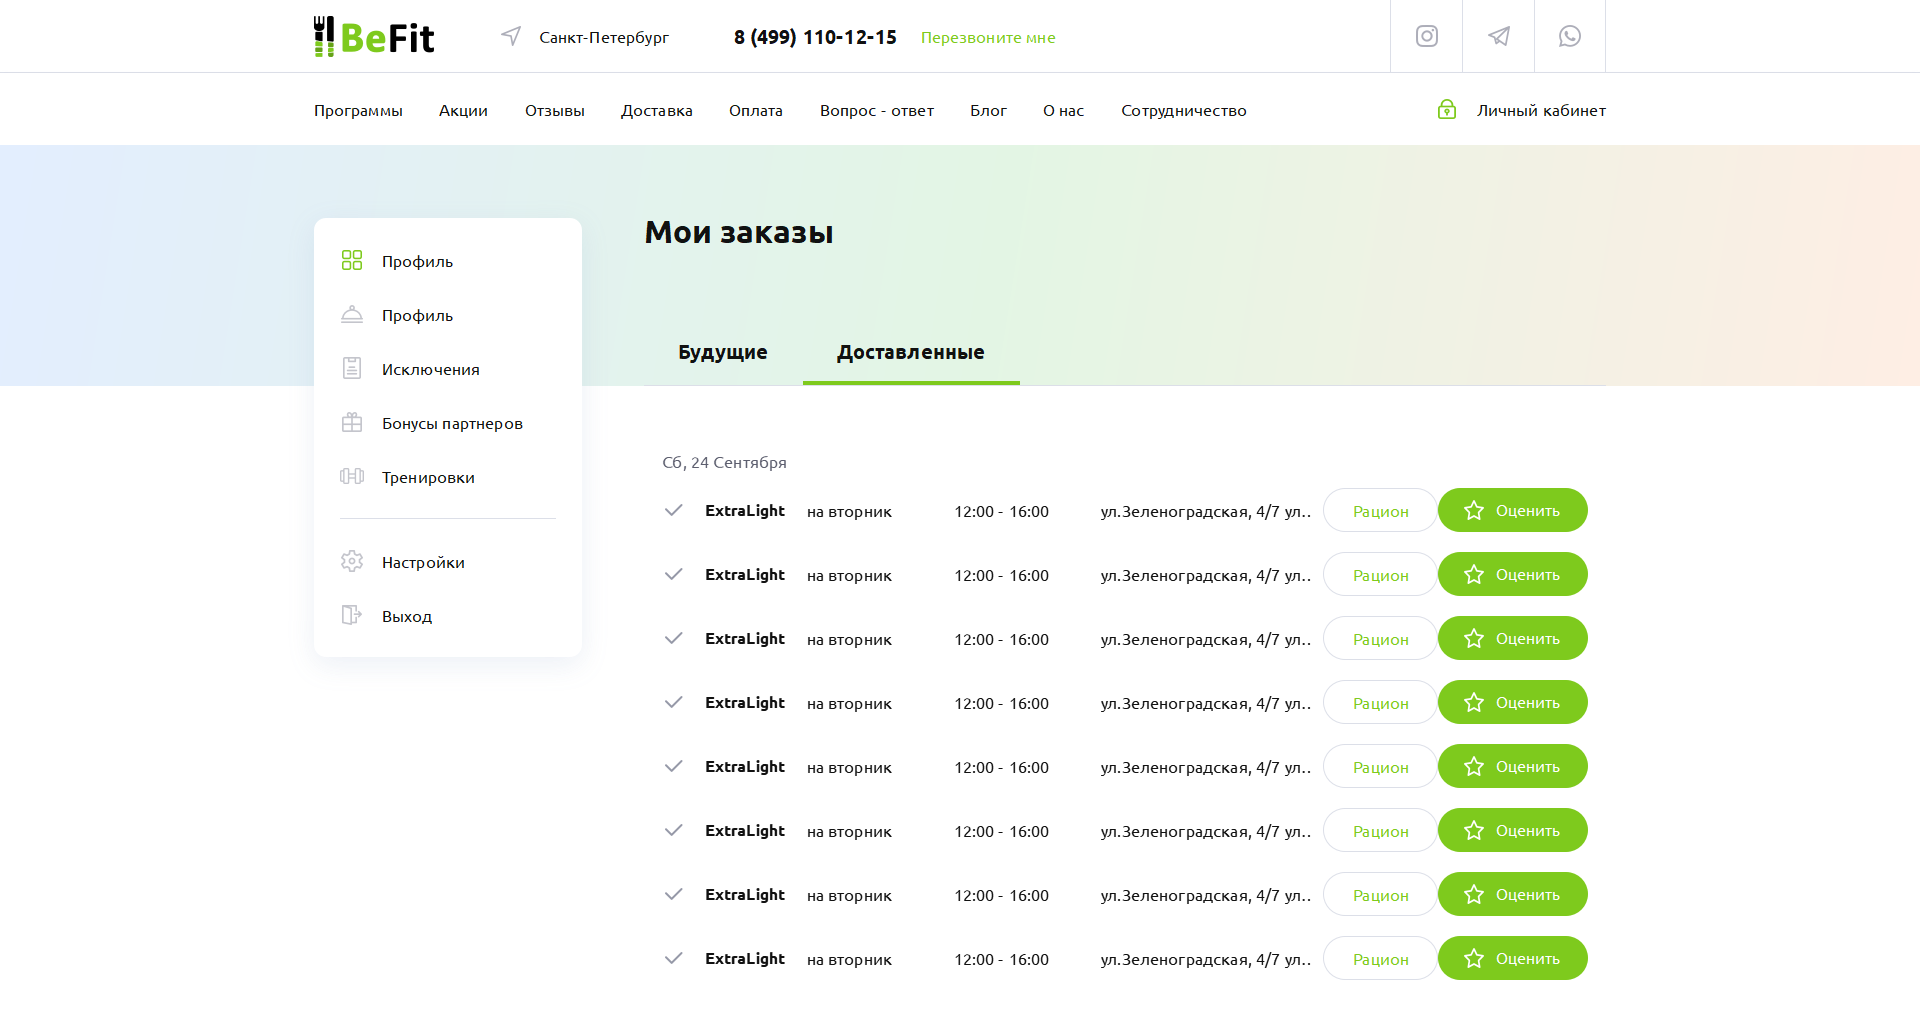 BeFit
Санкт-Петербург
8 (499) 110-12-15
Перезвоните мне
Программы
Акции
Отзывы
Доставка
Оплата
Вопрос - ответ
Блог
О нас
Сотрудничество
Личный кабинет
Профиль
Профиль
Исключения
Бонусы партнеров
Тренировки
Настройки
Выход
Мои заказы
Будущие
Доставленные
Сб, 24 Сентября
ExtraLight на вторник 12:00 - 16:00 ул.Зеленоградская, 4/7 ул.. Рацион Оценить
ExtraLight на вторник 12:00 - 16:00 ул.Зеленоградская, 4/7 ул.. Рацион Оценить
ExtraLight на вторник 12:00 - 16:00 ул.Зеленоградская, 4/7 ул.. Рацион Оценить
ExtraLight на вторник 12:00 - 16:00 ул.Зеленоградская, 4/7 ул.. Рацион Оценить
ExtraLight на вторник 12:00 - 16:00 ул.Зеленоградская, 4/7 ул.. Рацион Оценить
ExtraLight на вторник 12:00 - 16:00 ул.Зеленоградская, 4/7 ул.. Рацион Оценить
ExtraLight на вторник 12:00 - 16:00 ул.Зеленоградская, 4/7 ул.. Рацион Оценить
ExtraLight на вторник 12:00 - 16:00 ул.Зеленоградская, 4/7 ул.. Рацион Оценить